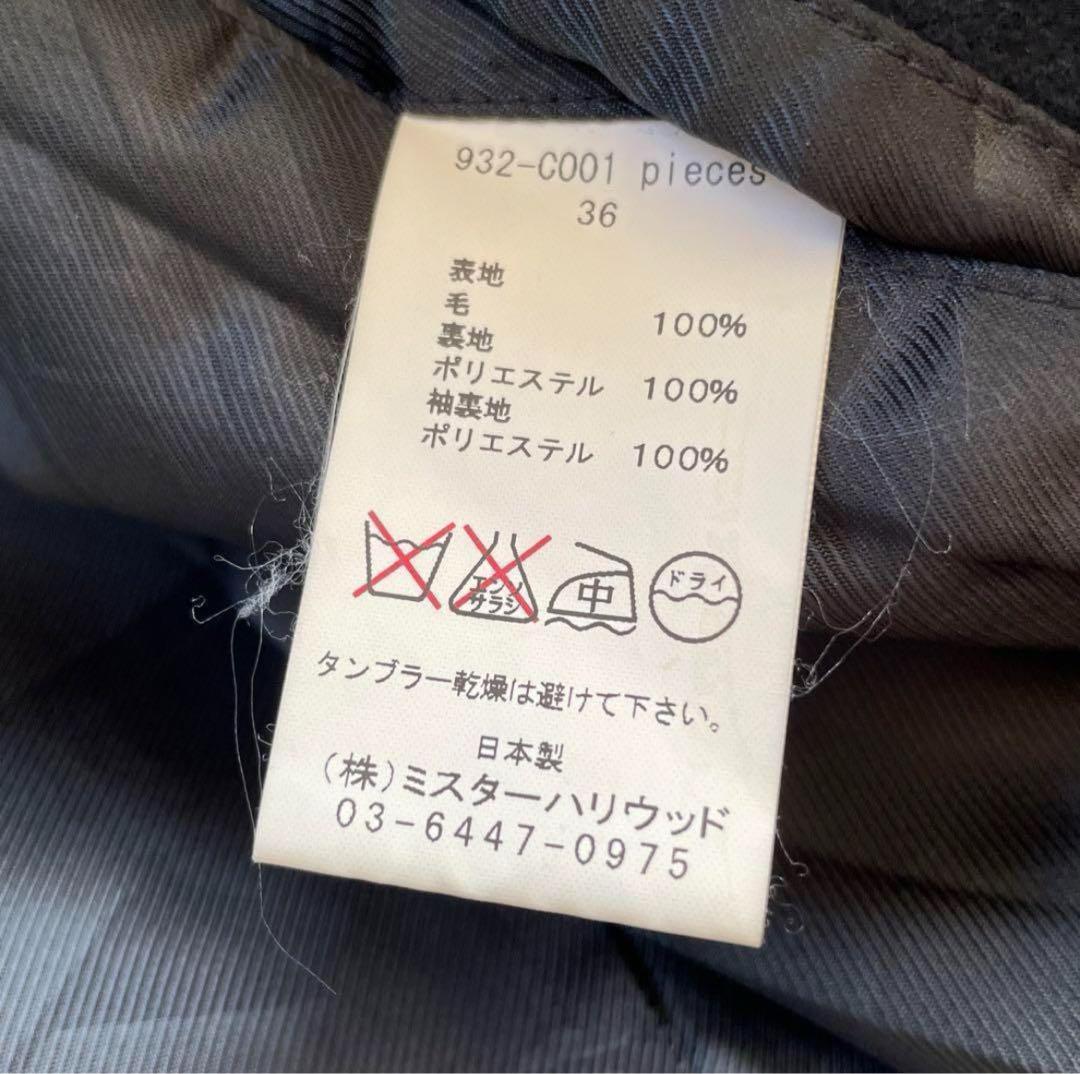 932-C001 pieces
36
表地
毛 100%
裏地
ポリエステル 100%
袖裏地
ポリエステル 100%
エンソ
サラシ
中
ドライ
タンブラー乾燥は避けて下さい。
日本製
(株)ミスターハリウッド
03-6447-0975